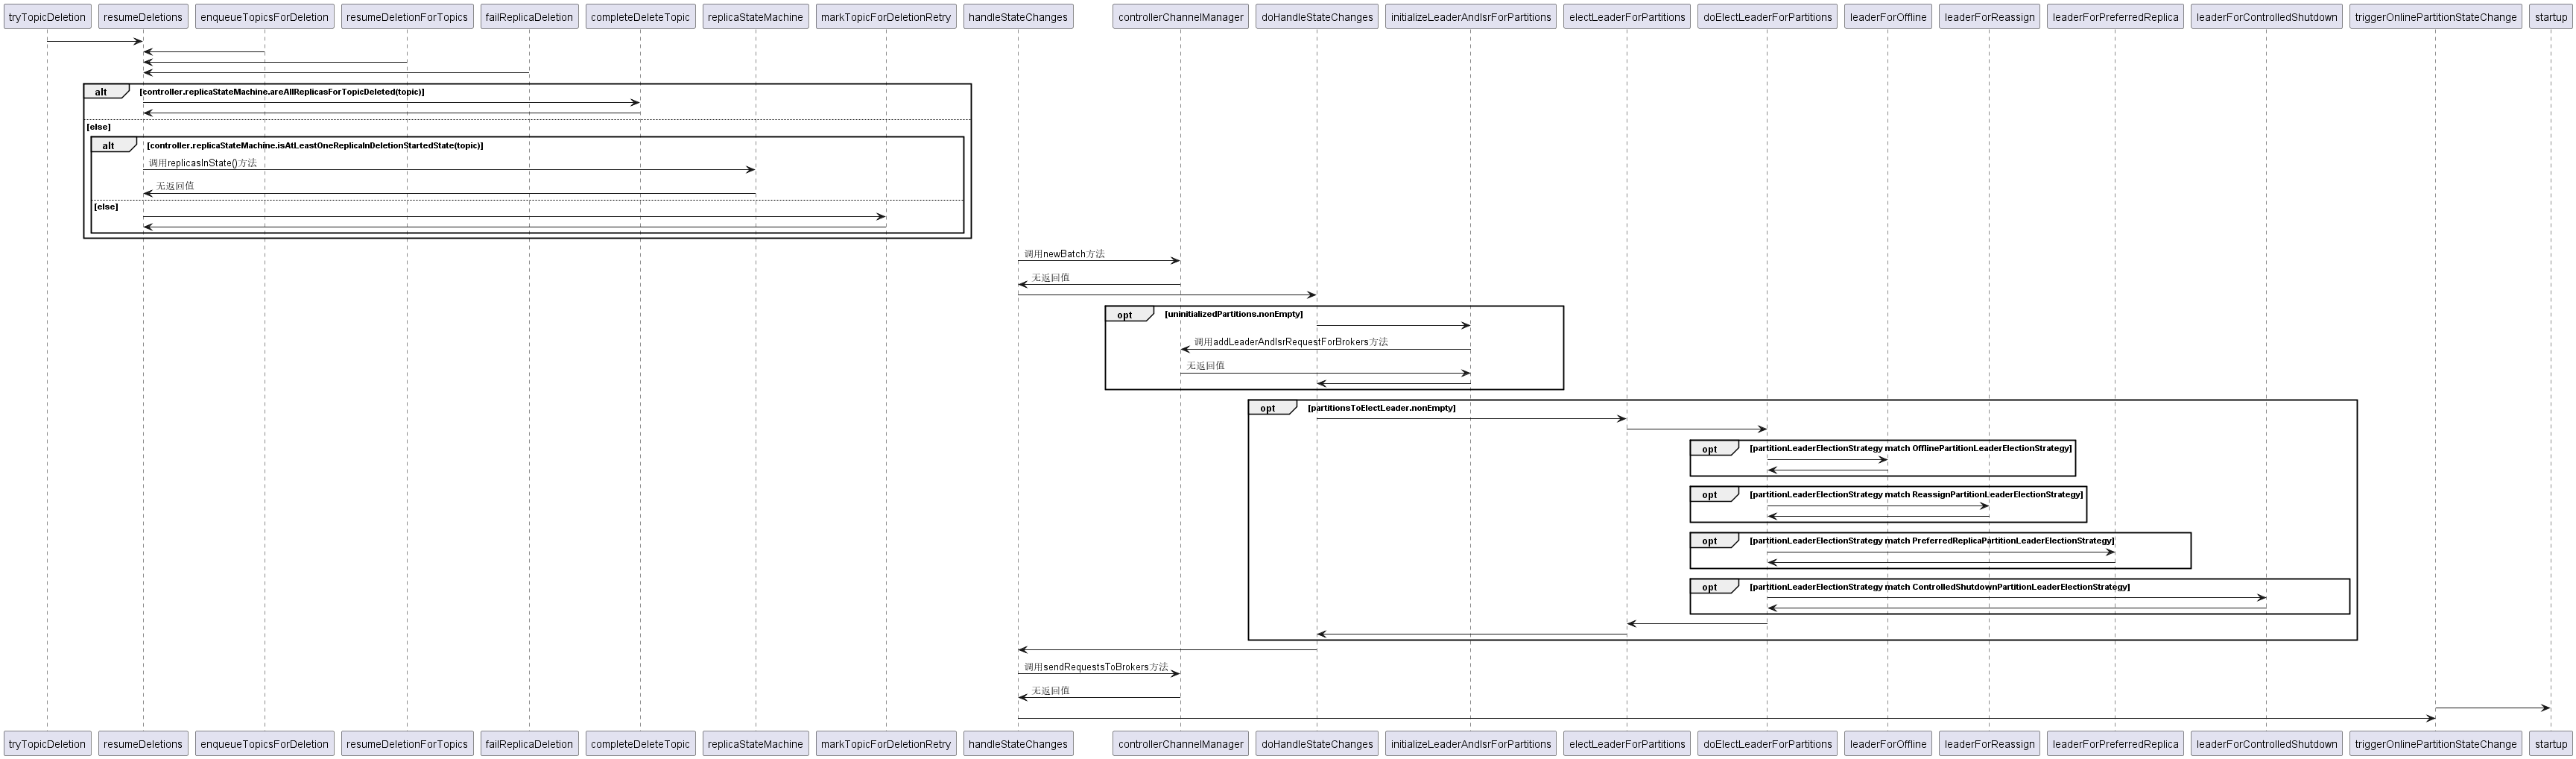 tryTopicDeletion
resumeDeletions
enqueueTopicsForDeletion
resumeDeletionForTopics
failReplicaDeletion
completeDeleteTopic
replicaStateMachine
markTopicForDeletionRetry
handleStateChanges
controllerChannelManager
doHandleStateChanges
initializeLeaderAndIsrForPartitions
electLeaderForPartitions
doElectLeaderForPartitions
leaderForOffline
leaderForReassign
leaderForPreferredReplica
leaderForControlledShutdown
triggerOnlinePartitionStateChange
startup
alt [controller.replicaStateMachine.areAllReplicasForTopicDeleted(topic)]
[else]
alt [controller.replicaStateMachine.isAtLeastOneReplicaInDeletionStartedState(topic)]
调用replicasInState()方法
无返回值
[else]
调用newBatch方法
无返回值
opt [uninitializedPartitions.nonEmpty]
调用addLeaderAndIsrRequestForBrokers方法
无返回值
opt [partitionsToElectLeader.nonEmpty]
opt [partitionLeaderElectionStrategy match OfflinePartitionLeaderElectionStrategy]
opt [partitionLeaderElectionStrategy match ReassignPartitionLeaderElectionStrategy]
opt [partitionLeaderElectionStrategy match PreferredReplicaPartitionLeaderElectionStrategy]
opt [partitionLeaderElectionStrategy match ControlledShutdownPartitionLeaderElectionStrategy]
调用sendRequestsToBrokers方法
无返回值
tryTopicDeletion
resumeDeletions
enqueueTopicsForDeletion
resumeDeletionForTopics
failReplicaDeletion
completeDeleteTopic
replicaStateMachine
markTopicForDeletionRetry
handleStateChanges
controllerChannelManager
doHandleStateChanges
initializeLeaderAndIsrForPartitions
electLeaderForPartitions
doElectLeaderForPartitions
leaderForOffline
leaderForReassign
leaderForPreferredReplica
leaderForControlledShutdown
triggerOnlinePartitionStateChange
startup